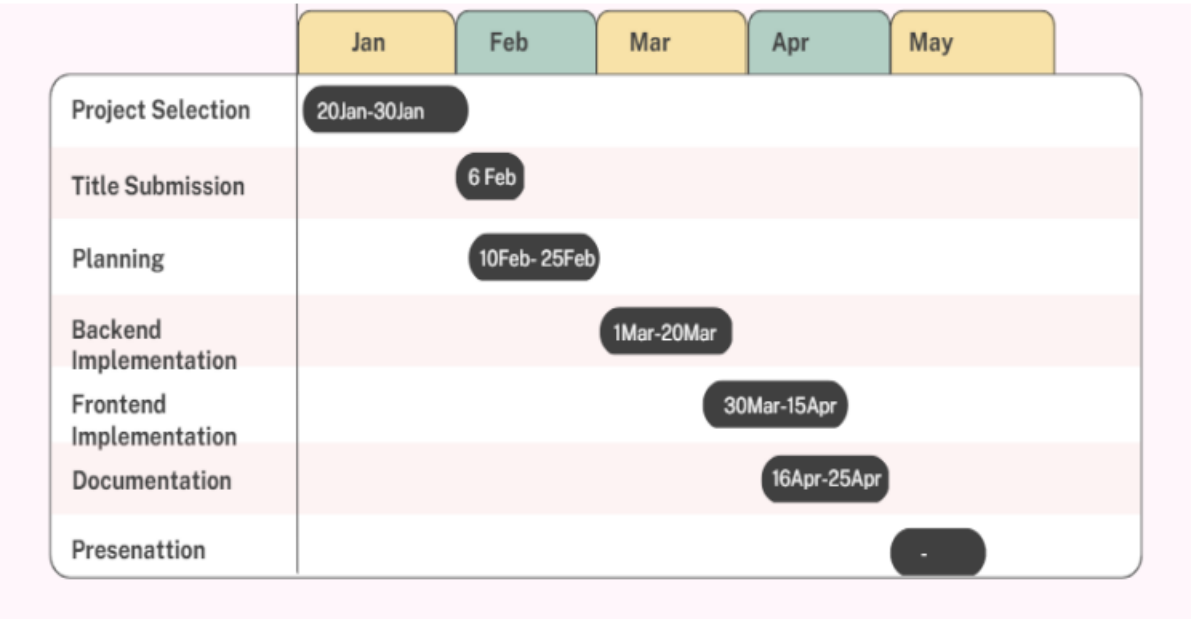 Jan Feb Mar Apr May
Project Selection 20Jan-30Jan
Title Submission 6 Feb
Planning 10Feb- 25Feb
Backend
Implementation 1Mar-20Mar
Frontend
Implementation 30Mar-15Apr
Documentation 16Apr-25Apr
Presenattion -